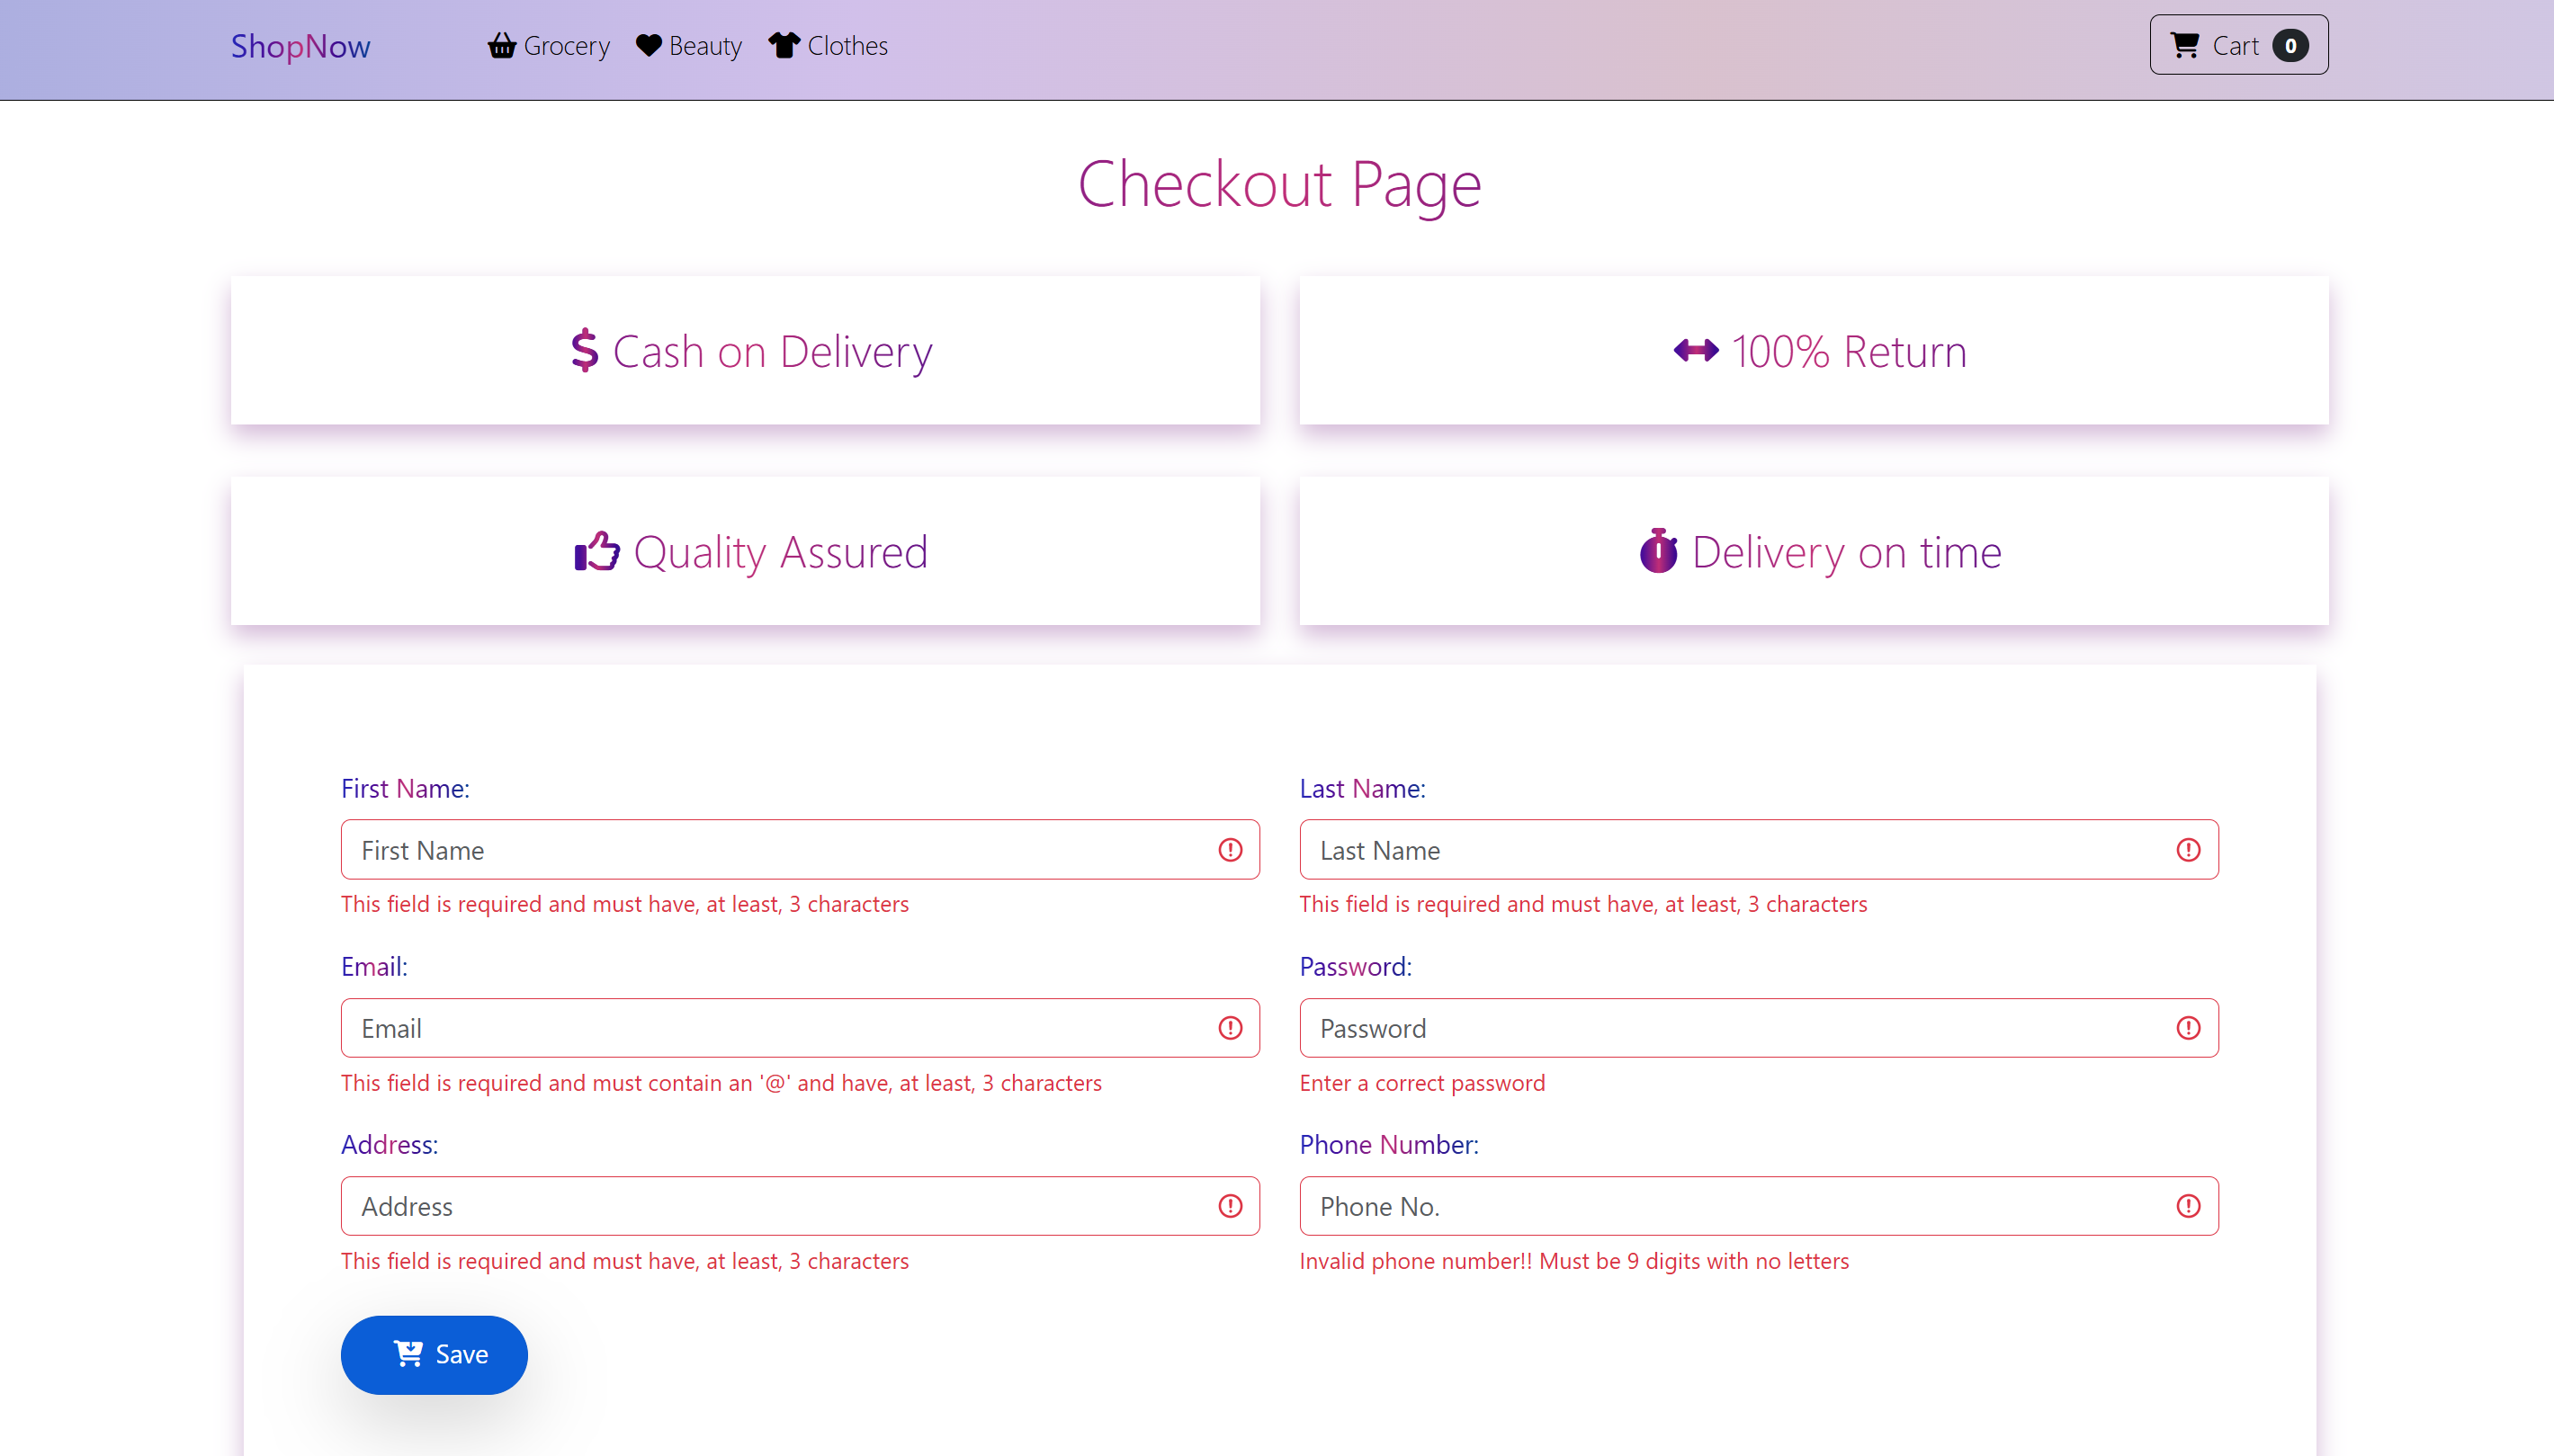 ShopNow Grocery Beauty Clothes Cart 0
Checkout Page
$ Cash on Delivery
100% Return
Quality Assured
Delivery on time
First Name:
Last Name:
First Name
Last Name
This field is required and must have, at least, 3 characters
This field is required and must have, at least, 3 characters
Email:
Password:
Email
Password
This field is required and must contain an '@' and have, at least, 3 characters
Enter a correct password
Address:
Phone Number:
Address
Phone No.
This field is required and must have, at least, 3 characters
Invalid phone number!! Must be 9 digits with no letters
Save